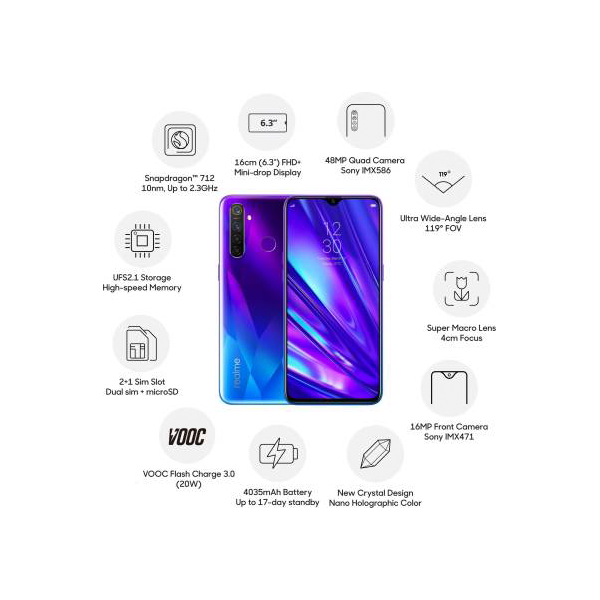 6.3"
16cm (6.3") FHD+
Mini-drop Display
48MP Quad Camera
Sony IMX586
Snapdragon™ 712
10nm, Up to 2.3GHz
119°
Ultra Wide-Angle Lens
119° FOV
UFS2.1 Storage
High-speed Memory
12
30
Super Macro Lens
4cm Focus
2+1 Sim Slot
Dual sim + microSD
realme
16MP Front Camera
Sony IMX471
VOOC
VOOC Flash Charge 3.0
(20W)
4035mAh Battery
Up to 17-day standby
New Crystal Design
Nano Holographic Color